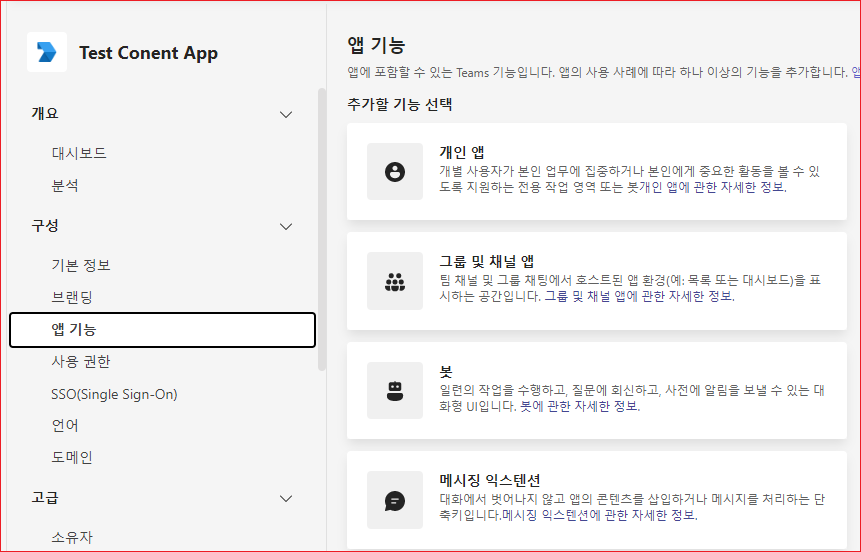 Test Conent App
개요
대시보드
분석
구성
기본 정보
브랜딩
앱 기능
사용 권한
SSO(Single Sign-On)
언어
도메인
고급
소유자
앱 기능
앱에 포함할 수 있는 Teams 기능입니다. 앱의 사용 사례에 따라 하나 이상의 기능을 추가합니다.
추가할 기능 선택
개인 앱
개별 사용자가 본인 업무에 집중하거나 본인에게 중요한 활동을 볼 수 있
도록 지원하는 전용 작업 영역 또는 봇개인 앱에 관한 자세한 정보.
그룹 및 채널 앱
팀 채널 및 그룹 채팅에서 호스트된 앱 환경(예: 목록 또는 대시보드)을 표
시하는 공간입니다. 그룹 및 채널 앱에 관한 자세한 정보.
봇
일련의 작업을 수행하고, 질문에 회신하고, 사전에 알림을 보낼 수 있는 대
화형 UI입니다. 봇에 관한 자세한 정보.
메시징 익스텐션
대화에서 벗어나지 않고 앱의 콘텐츠를 삽입하거나 메시지를 처리하는 단
축키입니다.메시징 익스텐션에 관한 자세한 정보.